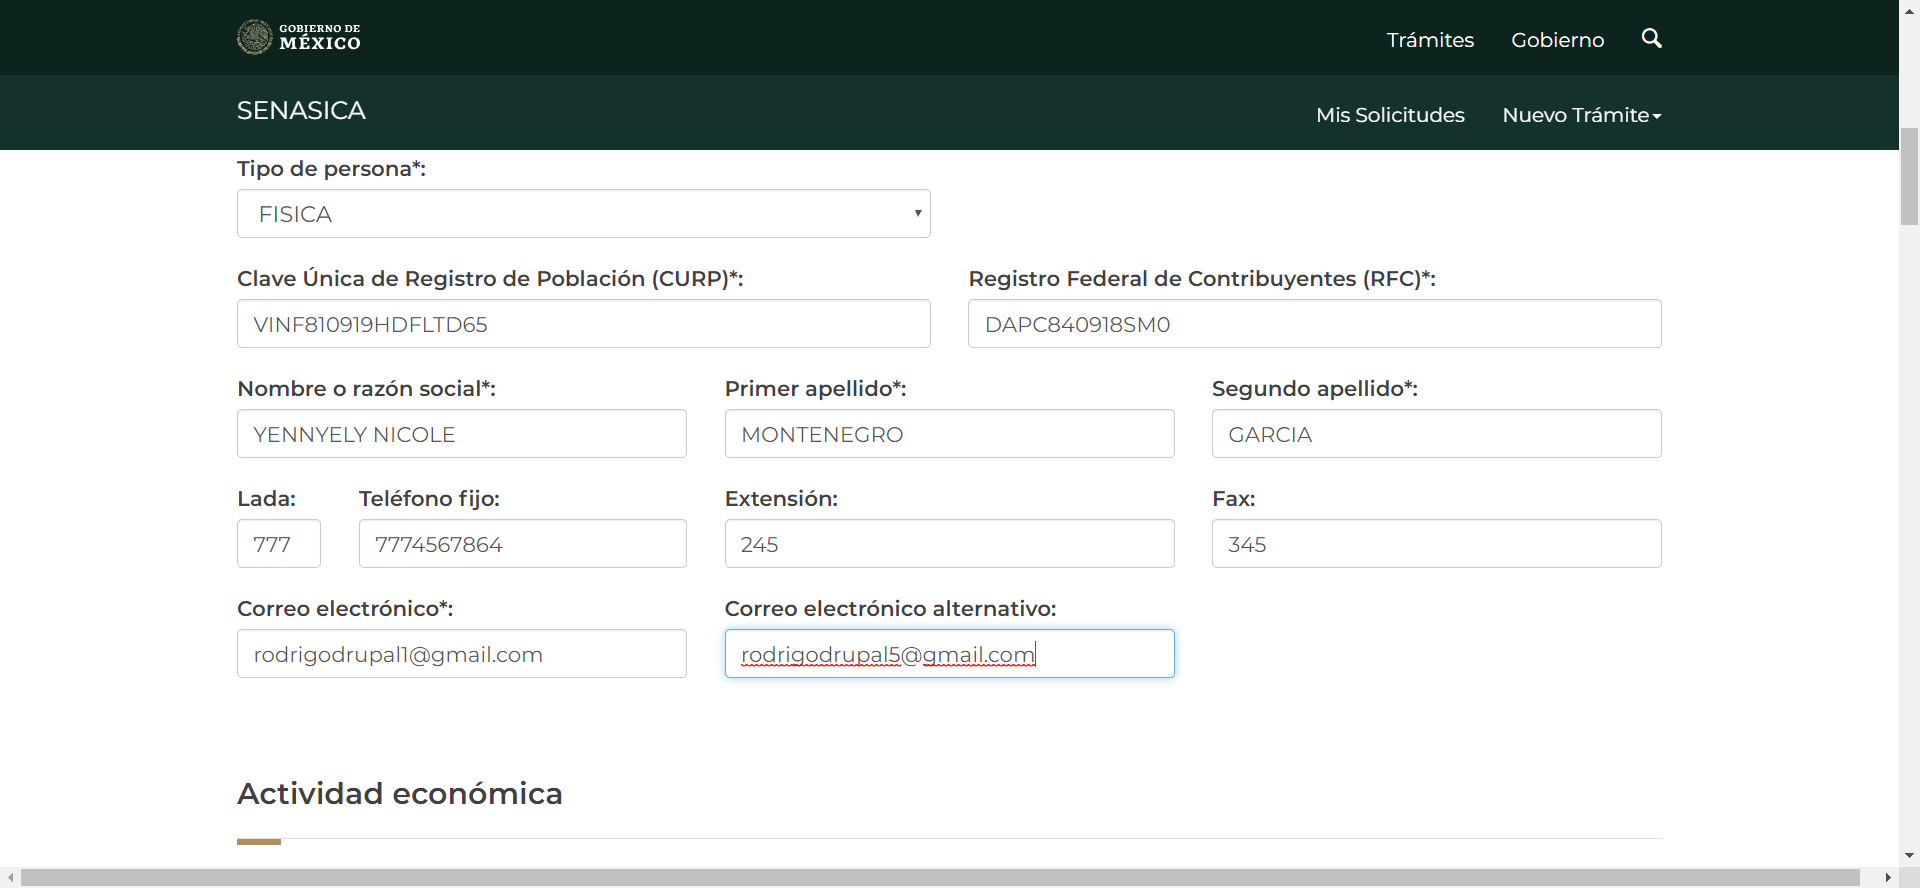 GOBIERNO DE
MÉXICO
Trámites
Gobierno
SENASICA
Mis Solicitudes
Nuevo Trámite
Tipo de persona*:
FISICA
Clave Única de Registro de Población (CURP)*:
Registro Federal de Contribuyentes (RFC)*:
VINF810919HDFLTD65
DAPC840918SM0
Nombre o razón social*:
Primer apellido*:
Segundo apellido*:
YENNYELY NICOLE
MONTENEGRO
GARCIA
Lada:
Teléfono fijo:
Extensión:
Fax:
777
7774567864
245
345
Correo electrónico*:
Correo electrónico alternativo:
rodrigodrupal1@gmail.com
rodrigodrupal5@gmail.com
Actividad económica